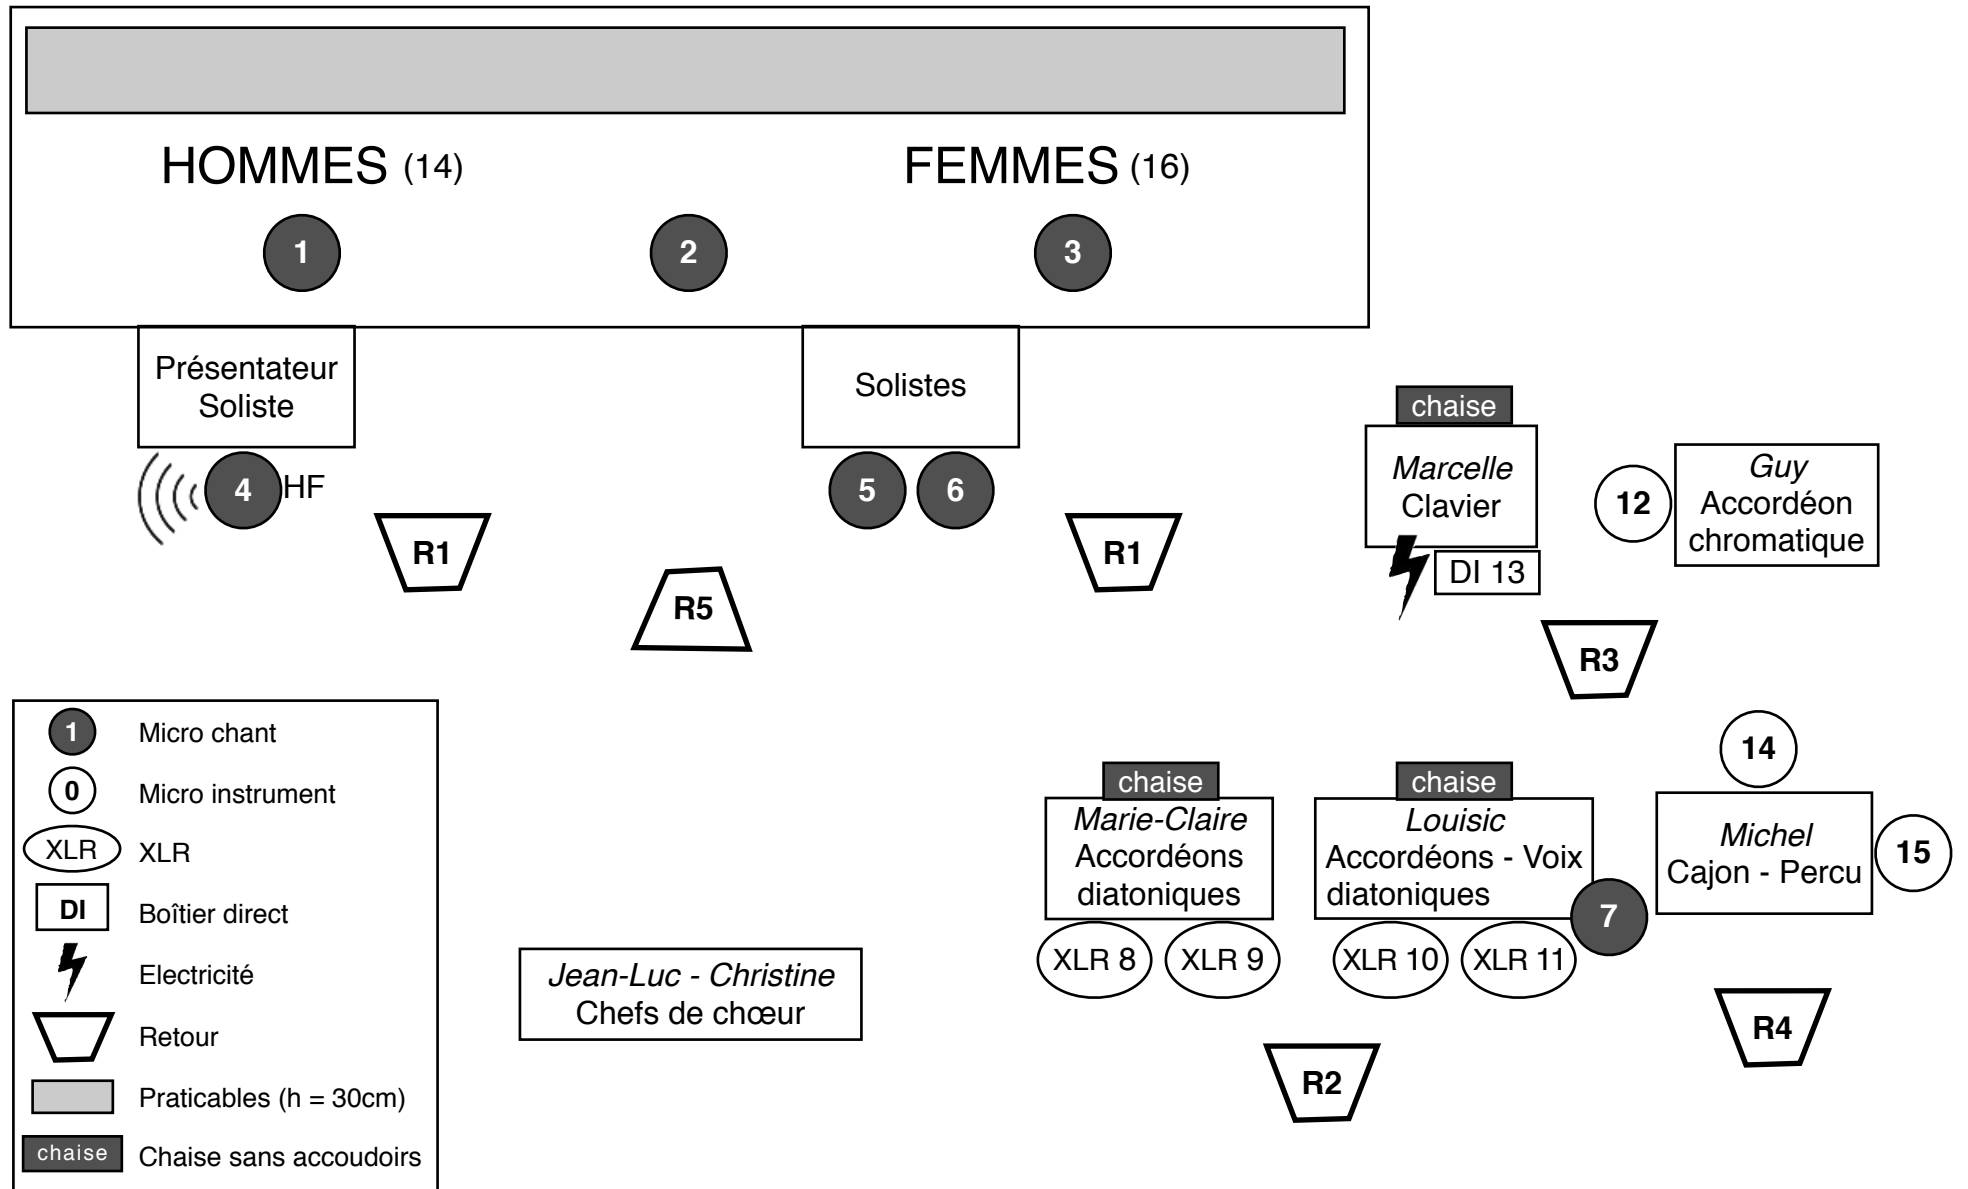 HOMMES (14)
FEMMES (16)
1
2
3
Présentateur
Soliste
Solistes
4
HF
5
6
R1
R5
R1
chaise
Marcelle
Clavier
DI 13
12
Guy
Accordéon
chromatique
R3
1 Micro chant
0 Micro instrument
XLR XLR
DI Boîtier direct
Electricité
Retour
Praticables (h = 30cm)
chaise Chaise sans accoudoirs
Jean-Luc - Christine
Chefs de chœur
chaise
Marie-Claire
Accordéons
diatoniques
XLR 8
XLR 9
chaise
Louisic
Accordéons - Voix
diatoniques
7
XLR 10
XLR 11
14
Michel
Cajon - Percu
15
R2
R4